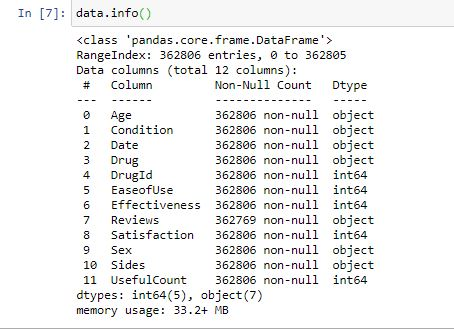 In [7]: data.info()
<class 'pandas.core.frame.DataFrame'>
RangeIndex: 362806 entries, 0 to 362805
Data columns (total 12 columns):
 #   Column         Non-Null Count   Dtype
---  ------         --------------   -----
 0   Age            362806 non-null  object
 1   Condition      362806 non-null  object
 2   Date           362806 non-null  object
 3   Drug           362806 non-null  object
 4   DrugId         362806 non-null  int64
 5   EaseofUse      362806 non-null  int64
 6   Effectiveness  362806 non-null  int64
 7   Reviews        362769 non-null  object
 8   Satisfaction   362806 non-null  int64
 9   Sex            362806 non-null  object
 10  Sides          362806 non-null  object
 11  UsefulCount    362806 non-null  int64
dtypes: int64(5), object(7)
memory usage: 33.2+ MB